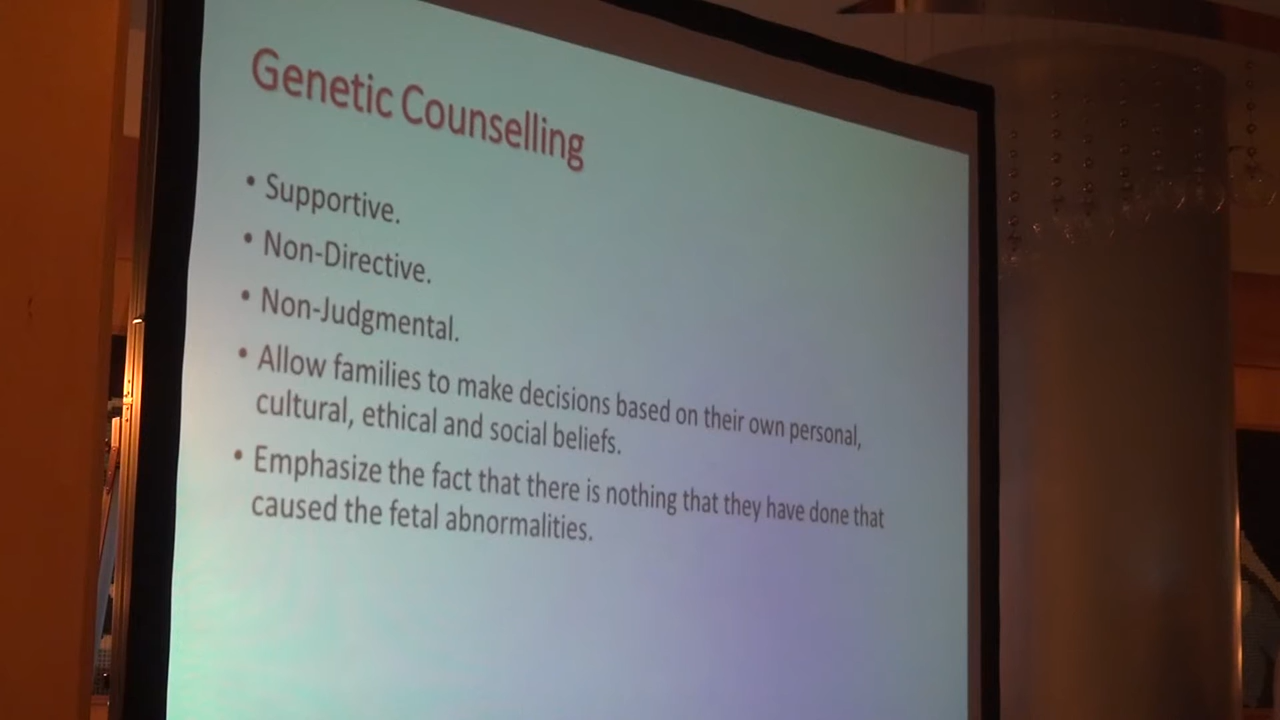 Genetic Counselling
• Supportive.
• Non-Directive.
• Non-Judgmental.
• Allow families to make decisions based on their own personal,
cultural, ethical and social beliefs.
• Emphasize the fact that there is nothing that they have done that
caused the fetal abnormalities.